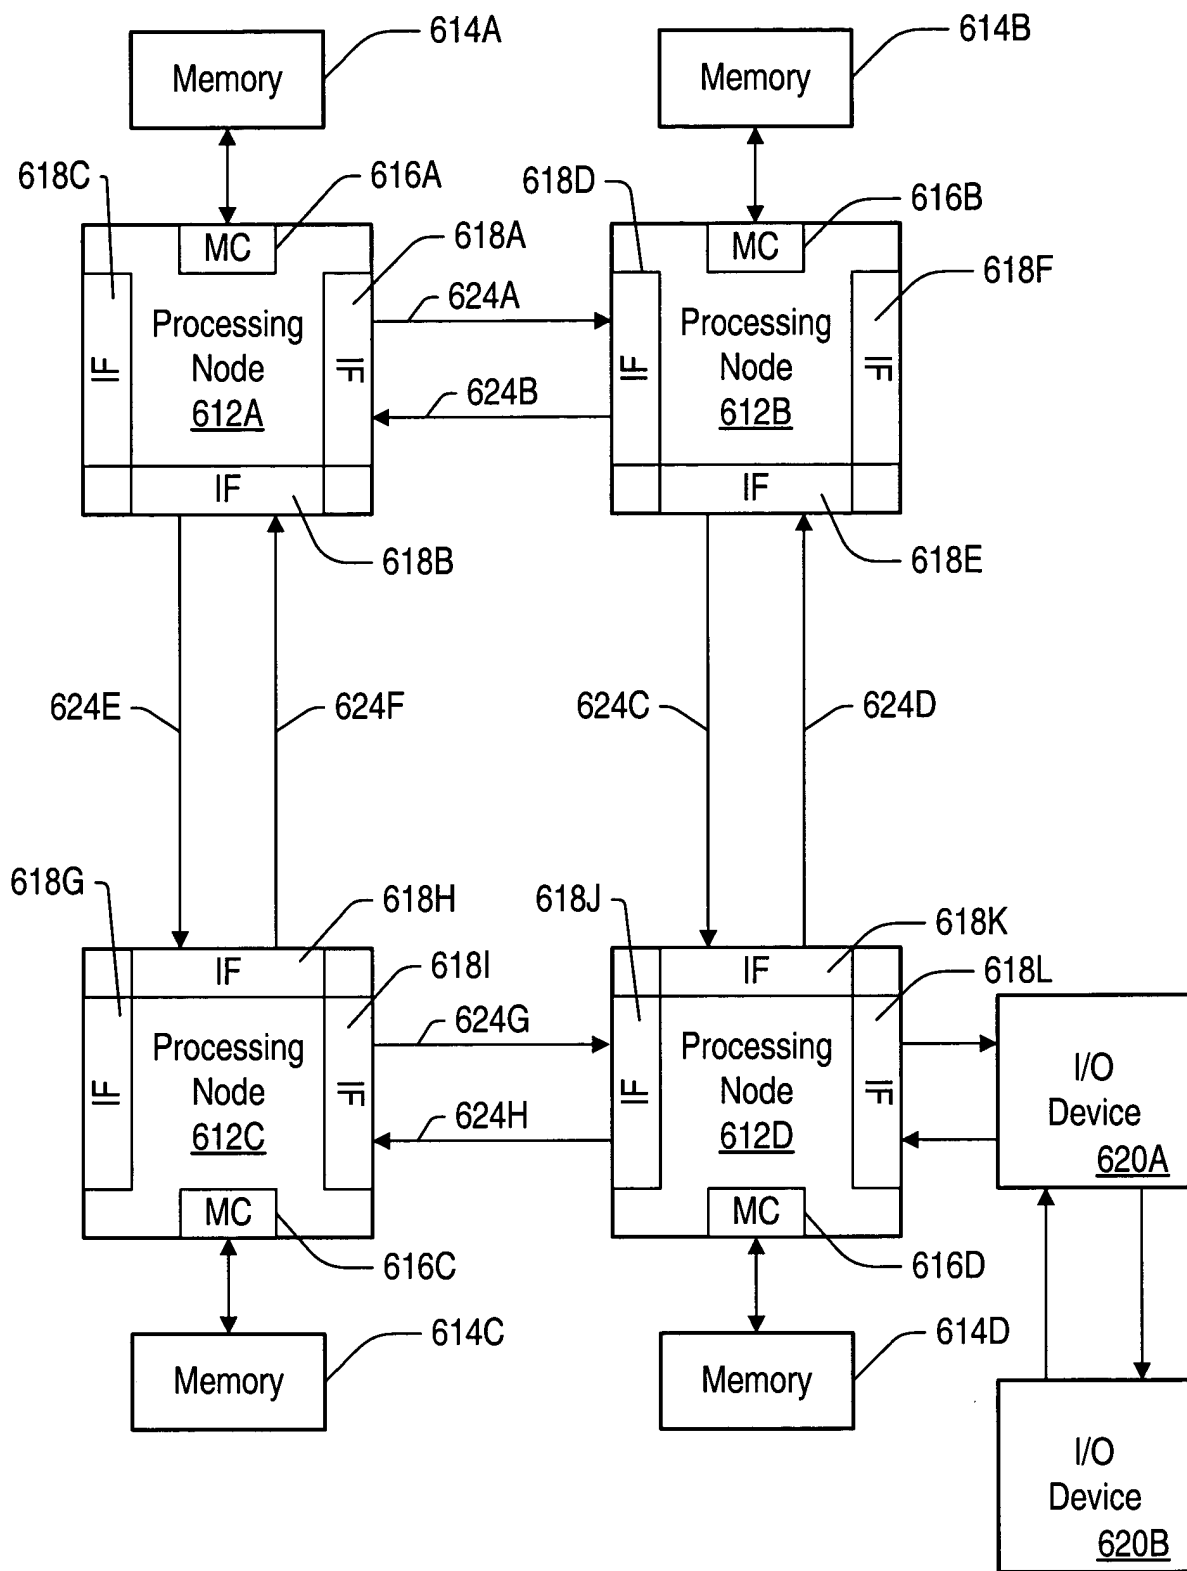 614A
614B
Memory
Memory
618C
616A
618D
616B
MC
618A
MC
618F
624A
Processing
Node
612A
IF
IF
Processing
Node
612B
IF
IF
624B
IF
IF
618B
618E
624E
624F
624C
624D
618G
618H
618J
618K
IF
618I
IF
618L
624G
Processing
Node
612C
IF
IF
Processing
Node
612D
IF
IF
I/O
Device
620A
624H
MC
MC
616C
616D
614C
614D
Memory
Memory
I/O
Device
620B